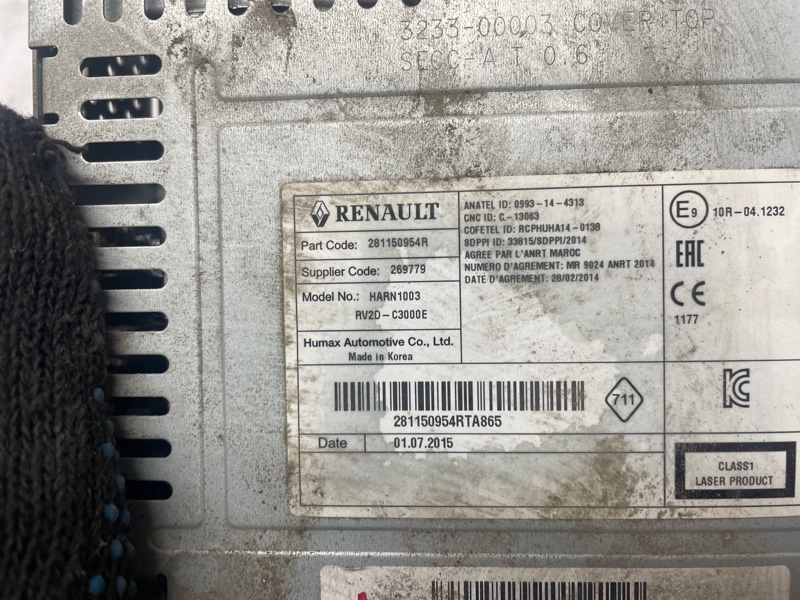 3233-00003 COVER TOP
SECC-A T 0.6
RENAULT
Part Code: 281150954R
Supplier Code: 269779
Model No.: HARN1003
RV2D-C3000E
Humax Automotive Co., Ltd.
Made in Korea
ANATEL ID: 0993-14-4313
CNC ID: C-13063
COFETEL ID: RCPHUHA14-0138
SDPPI ID: 33815/SDPPI/2014
AGREE PAR L'ANRT MAROC
NUMERO D'AGREMENT: MR 9024 ANRT 2014
DATE D'AGREMENT: 28/02/2014
E9 10R-04.1232
EAC
CE
1177
281150954RTA865
711
Date 01.07.2015
KC
CLASS1
LASER PRODUCT